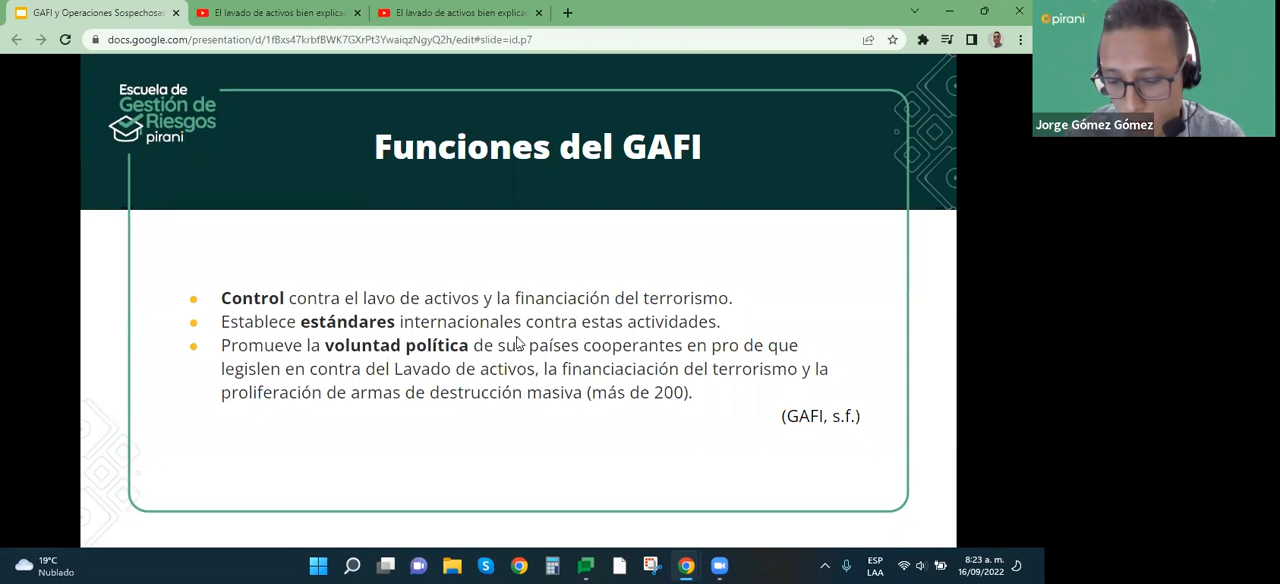 GAFI y Operaciones Sospechosas
El lavado de activos bien explica
El lavado de activos bien explica
docs.google.com/presentation/d/1fBxs47krbfBWK7GXrPt3YwaiqzNgyQ2h/edit#slide=id.p7
pirani
Jorge Gómez Gómez
Escuela de
Gestión de
Riesgos
pirani
Funciones del GAFI
Control contra el lavo de activos y la financiación del terrorismo.
Establece estándares internacionales contra estas actividades.
Promueve la voluntad política de sus países cooperantes en pro de que
legislen en contra del Lavado de activos, la financiaciación del terrorismo y la
proliferación de armas de destrucción masiva (más de 200).
(GAFI, s.f.)
19°C
Nublado
ESP
LAA
8:23 a. m.
16/09/2022